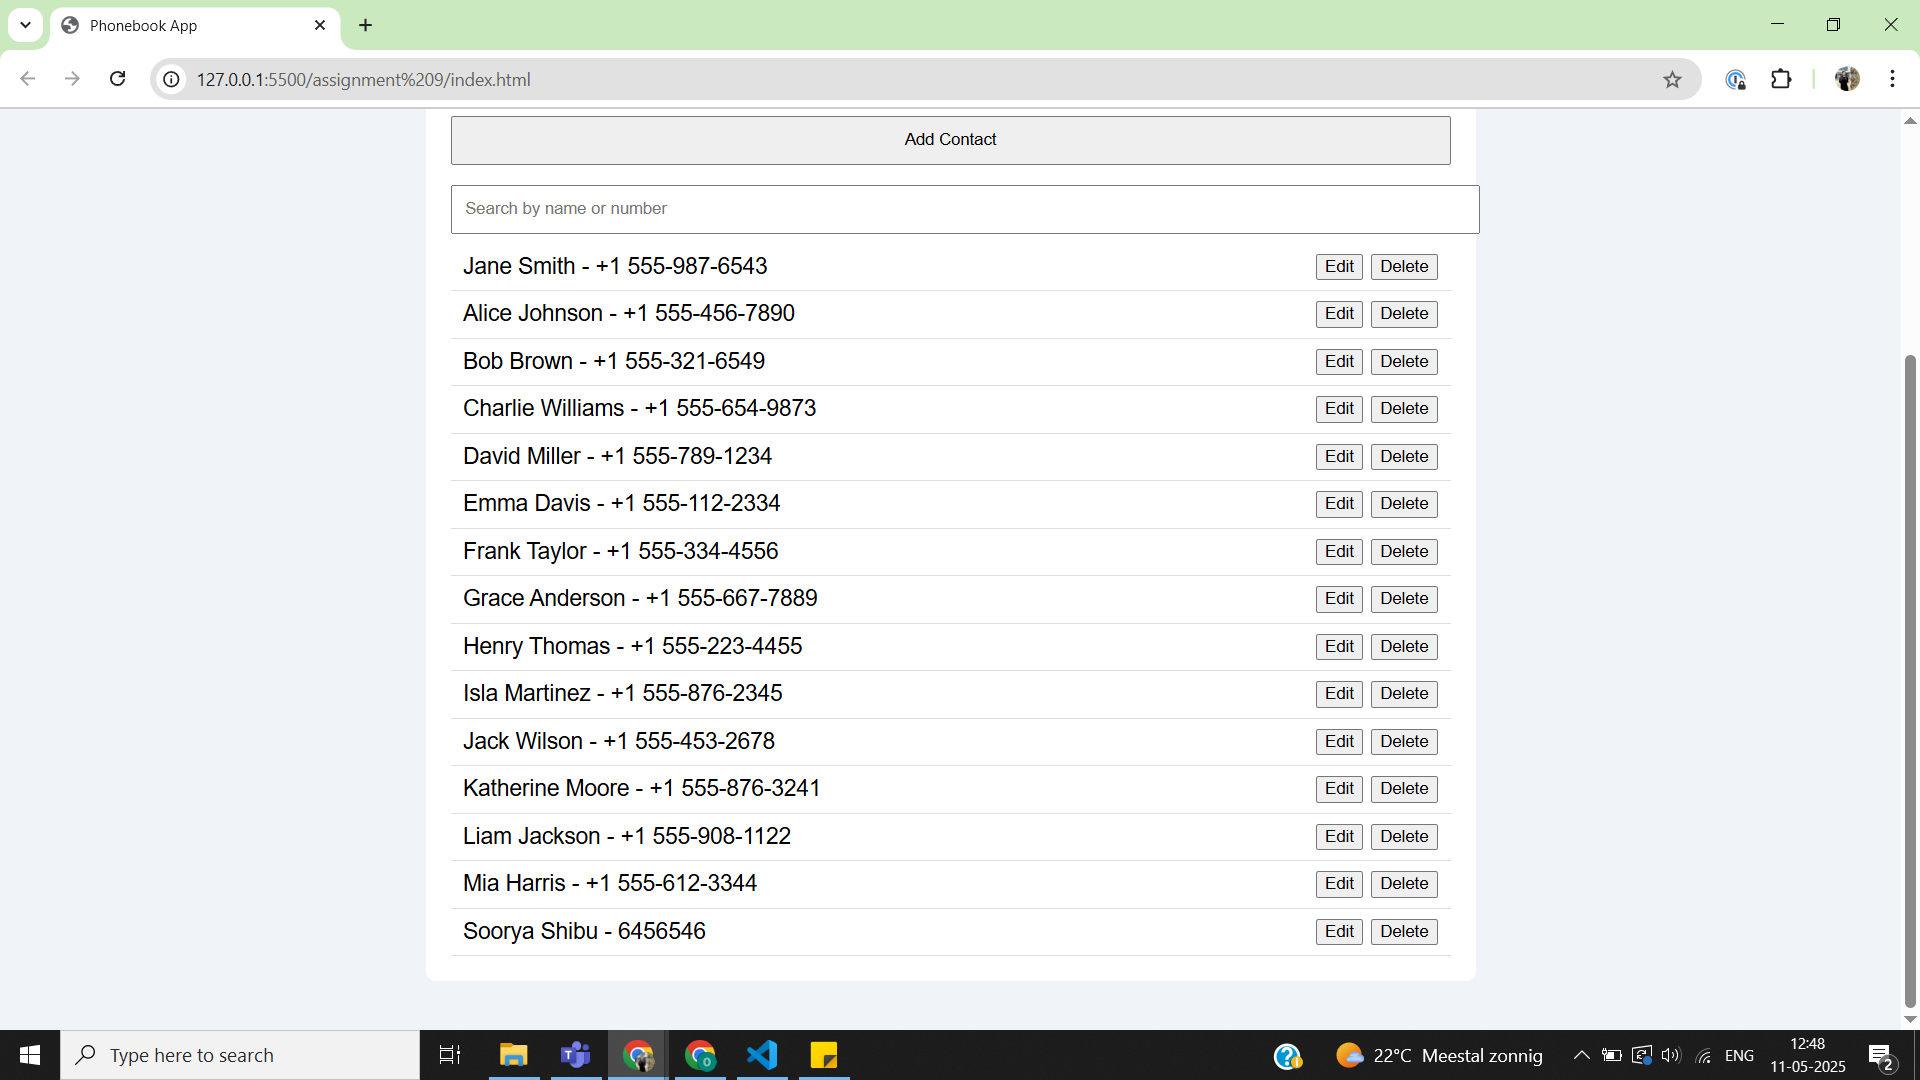 Phonebook App
127.0.0.1:5500/assignment%209/index.html
Add Contact
Search by name or number
Jane Smith - +1 555-987-6543 Edit Delete
Alice Johnson - +1 555-456-7890 Edit Delete
Bob Brown - +1 555-321-6549 Edit Delete
Charlie Williams - +1 555-654-9873 Edit Delete
David Miller - +1 555-789-1234 Edit Delete
Emma Davis - +1 555-112-2334 Edit Delete
Frank Taylor - +1 555-334-4556 Edit Delete
Grace Anderson - +1 555-667-7889 Edit Delete
Henry Thomas - +1 555-223-4455 Edit Delete
Isla Martinez - +1 555-876-2345 Edit Delete
Jack Wilson - +1 555-453-2678 Edit Delete
Katherine Moore - +1 555-876-3241 Edit Delete
Liam Jackson - +1 555-908-1122 Edit Delete
Mia Harris - +1 555-612-3344 Edit Delete
Soorya Shibu - 6456546 Edit Delete
Type here to search
22°C Meestal zonnig
ENG
12:48
11-05-2025
2